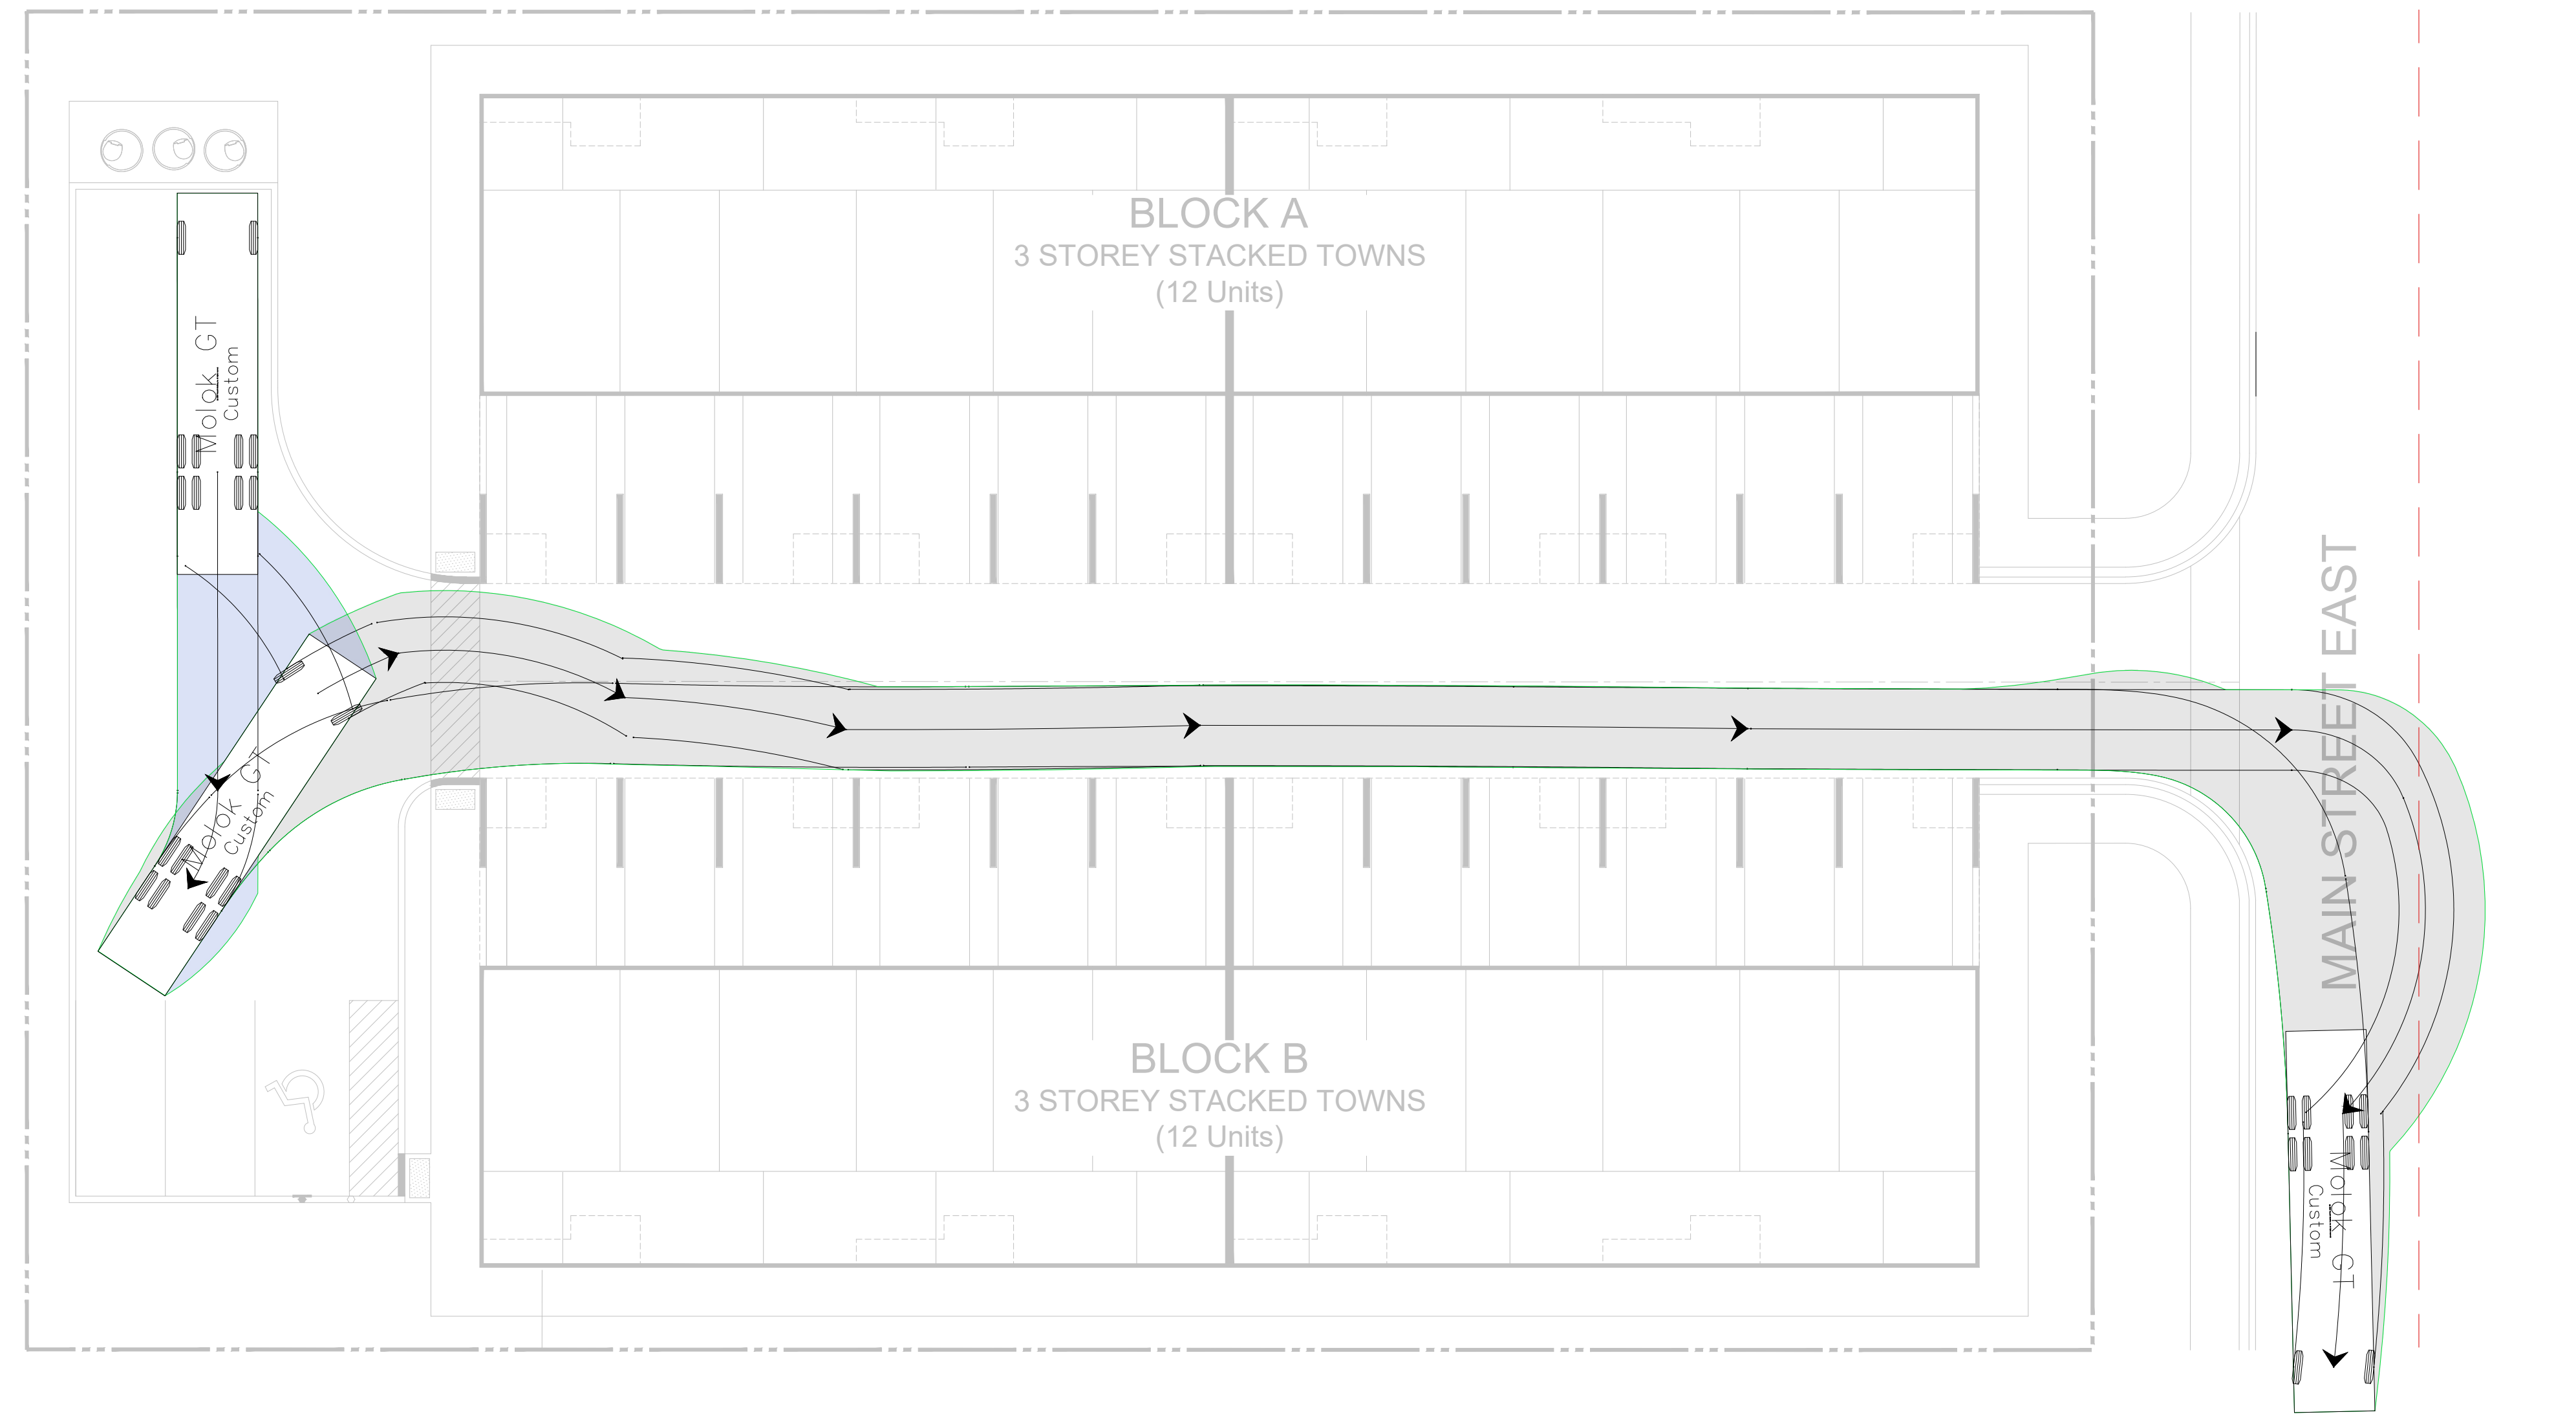 BLOCK A
3 STOREY STACKED TOWNS
(12 Units)
Molok GT
Custom
MAIN STREET EAST
Molok GT
Custom
BLOCK B
3 STOREY STACKED TOWNS
(12 Units)
Molok GT
Custom